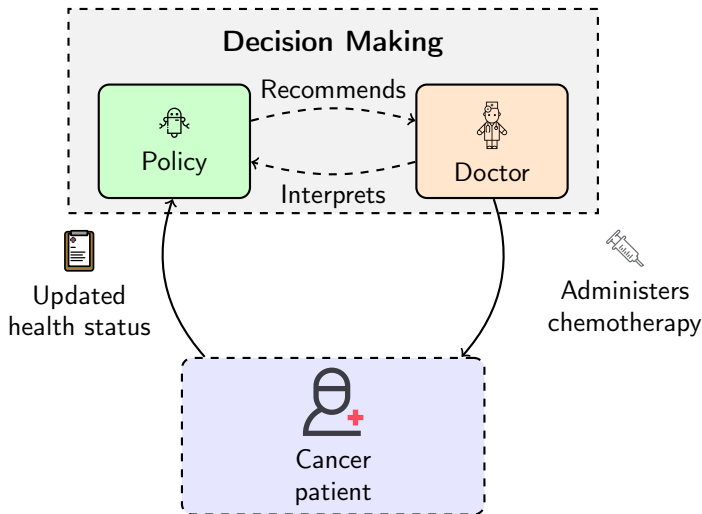 Decision Making
Recommends
Policy
Doctor
Interprets
Updated
health status
Administers
chemotherapy
Cancer
patient